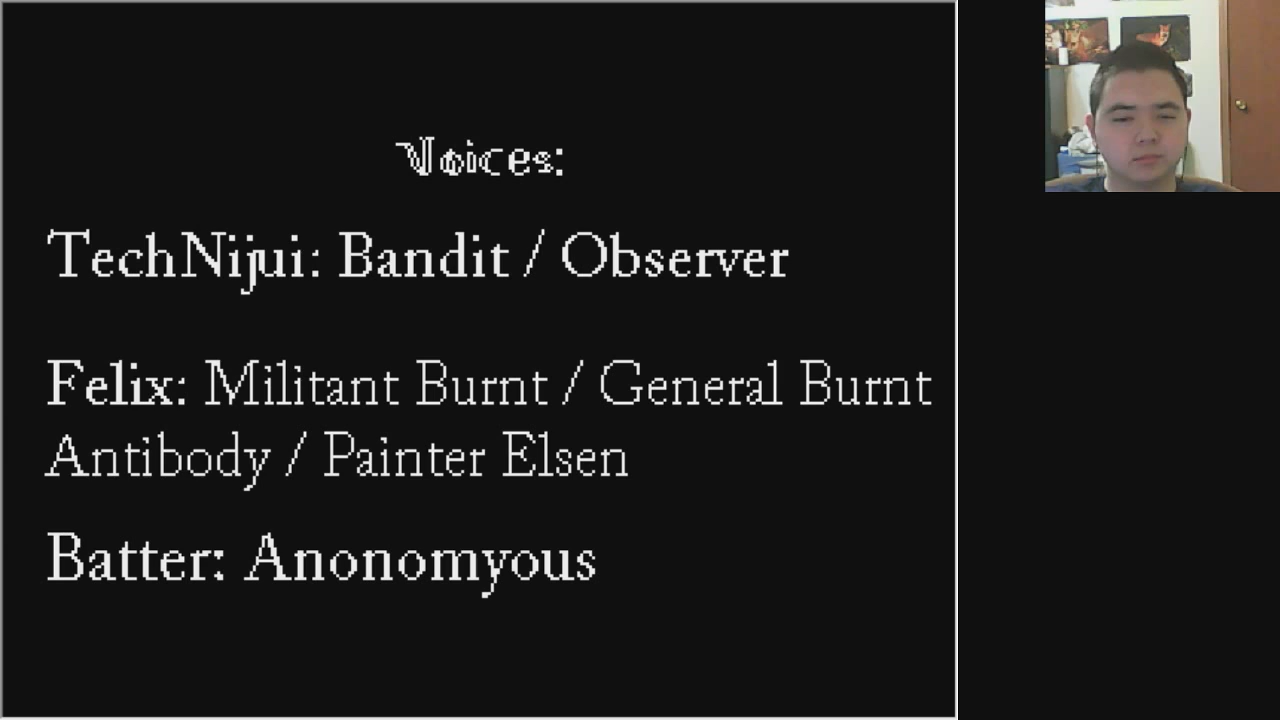 Voices:
TechNijui: Bandit / Observer
Felix: Militant Burnt / General Burnt
Antibody / Painter Elsen
Batter: Anonomyous